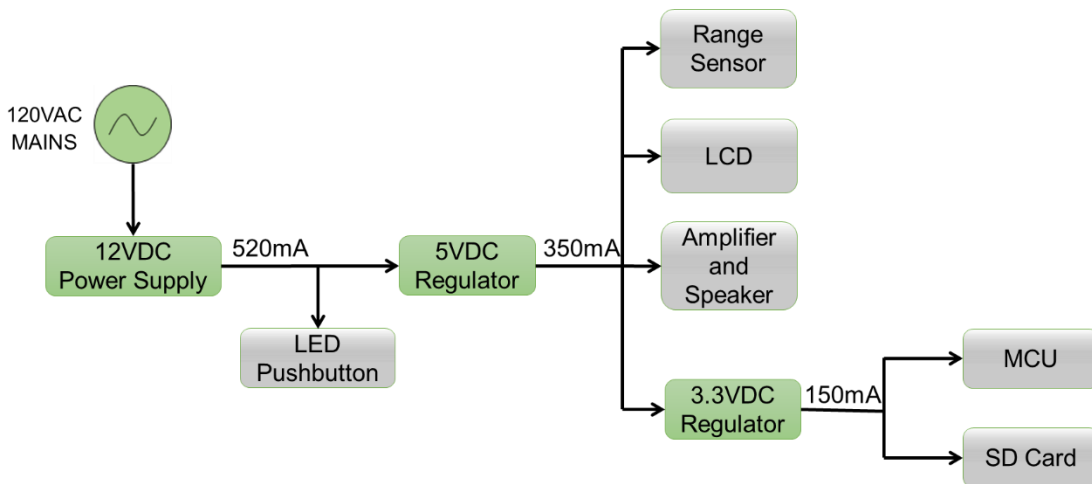 120VAC
MAINS
12VDC
Power Supply
520mA
LED
Pushbutton
5VDC
Regulator
350mA
Range
Sensor
LCD
Amplifier
and
Speaker
3.3VDC
Regulator
150mA
MCU
SD Card